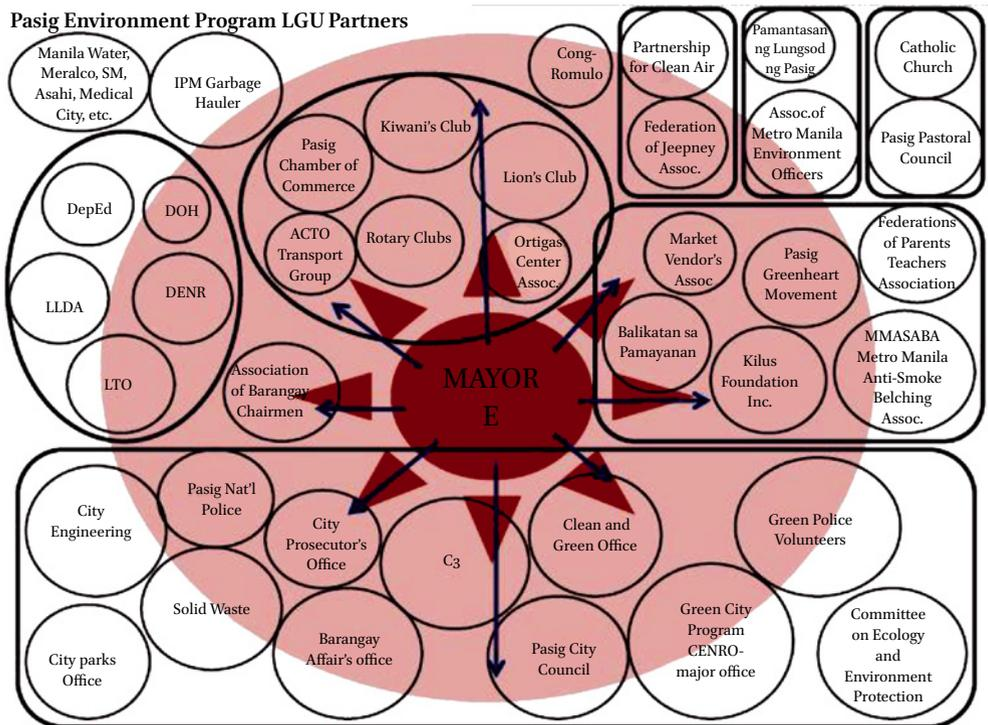 Pasig Environment Program LGU Partners
Manila Water,
Meralco, SM,
Asahi, Medical
City, etc.
IPM Garbage
Hauler
Cong-
Romulo
Partnership
for Clean Air
Federation
of Jeepney
Assoc.
Pamantasan
ng Lungsod
ng Pasig
Assoc.of
Metro Manila
Environment
Officers
Catholic
Church
Pasig Pastoral
Council
DepEd
DOH
LLDA
DENR
LTO
Kiwani's Club
Pasig
Chamber of
Commerce
Lion's Club
ACTO
Transport
Group
Rotary Clubs
Ortigas
Center
Assoc.
Market
Vendor's
Assoc
Pasig
Greenheart
Movement
Federations
of Parents
Teachers
Association
Balikatan sa
Pamayanan
Kilus
Foundation
Inc.
MMASABA
Metro Manila
Anti-Smoke
Belching
Assoc.
Association
of Barangay
Chairmen
MAYOR
E
City
Engineering
Pasig Nat'l
Police
City
Prosecutor's
Office
C3
Clean and
Green Office
Green Police
Volunteers
Solid Waste
City parks
Office
Barangay
Affair's office
Pasig City
Council
Green City
Program
CENRO-
major office
Committee
on Ecology
and
Environment
Protection